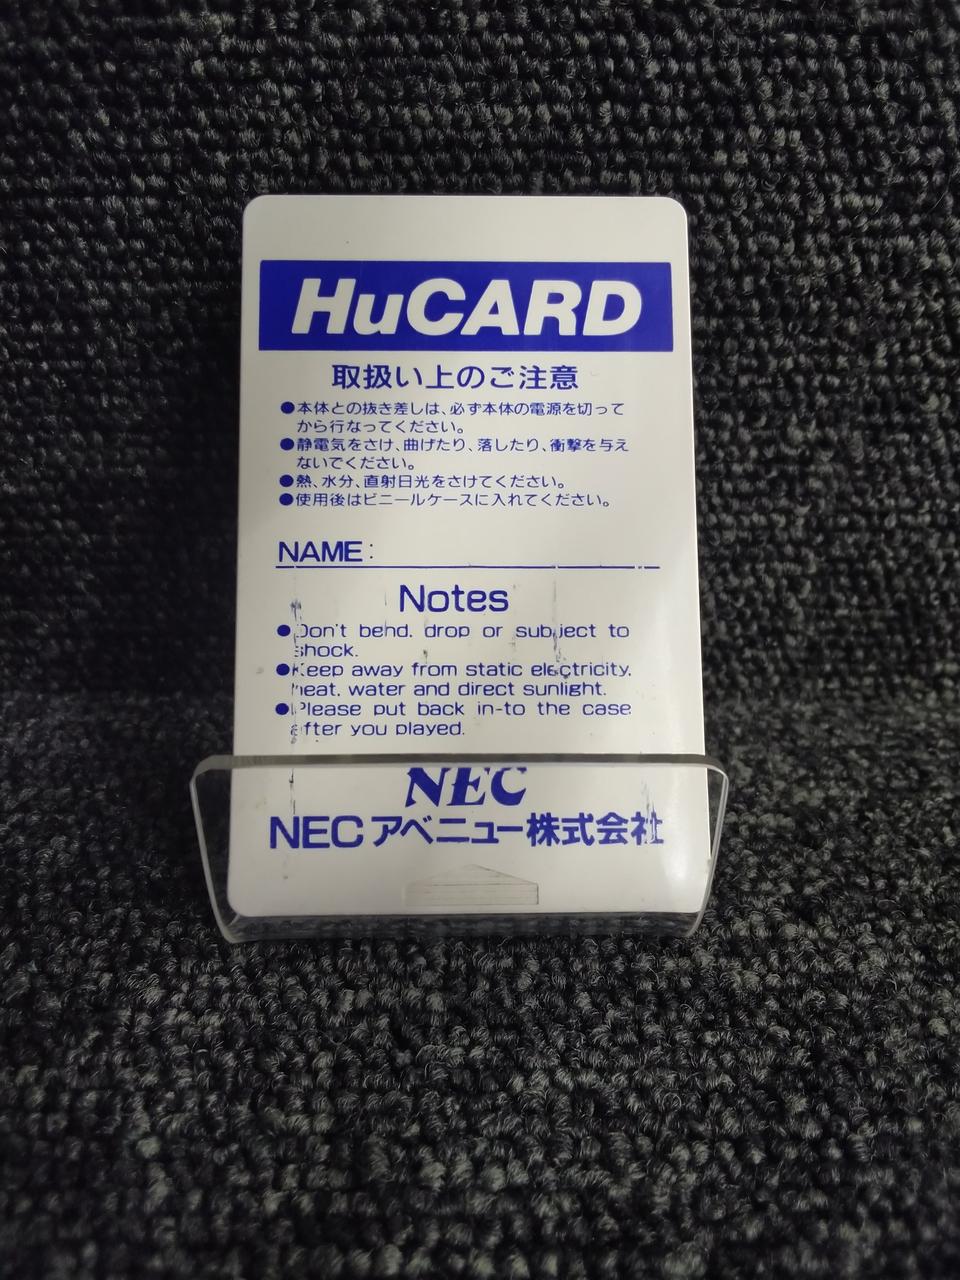 HuCARD
取扱い上のご注意
●本体との抜き差しは、必ず本体の電源を切って
から行なってください。
●静電気をさけ、曲げたり、落したり、衝撃を与え
ないでください。
●熱、水分、直射日光をさけてください。
●使用後はビニールケースに入れてください。
NAME:
Notes
●Don't bend. drop or subject to
shock.
●Keep away from static electricity,
heat. water and direct sunlight.
●Please put back in-to the case
after you played.
NEC
NECアベニュー株式会社